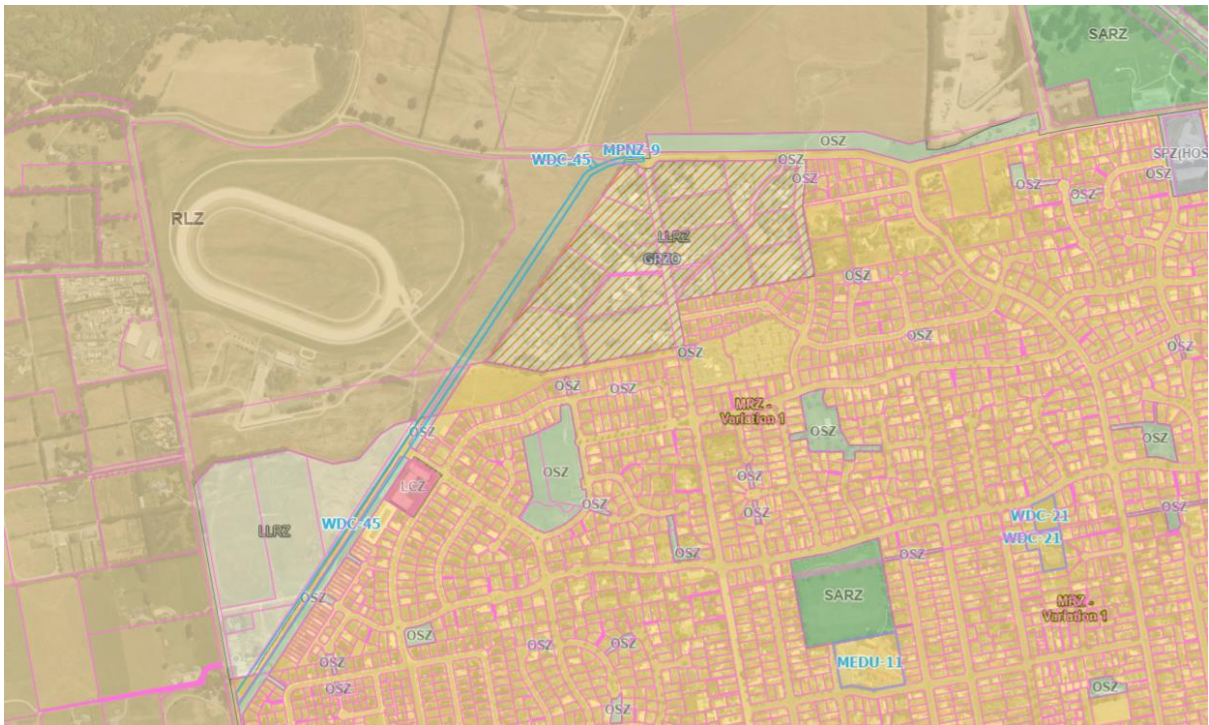 SARZ
OSZ
MPNZ-9
WDC-45
OSZ
SPZ(HOS
OSZ
OSZ
OSZ
OSZ
RLZ
LLRZ
GRZO
OSZ
OSZ
OSZ
OSZ
OSZ
OSZ
MRZ -
Variation 1
OSZ
OSZ
OSZ
OSZ
OSZ
LCZ
OSZ
OSZ
OSZ
WDC-21
WDC-45
LLRZ
WDC-21
OSZ
OSZ
OSZ
SARZ
MRZ -
Variation 1
OSZ
OSZ
OSZ
OSZ
MEDU-11
OSZ
OSZ
OSZ
OSZ